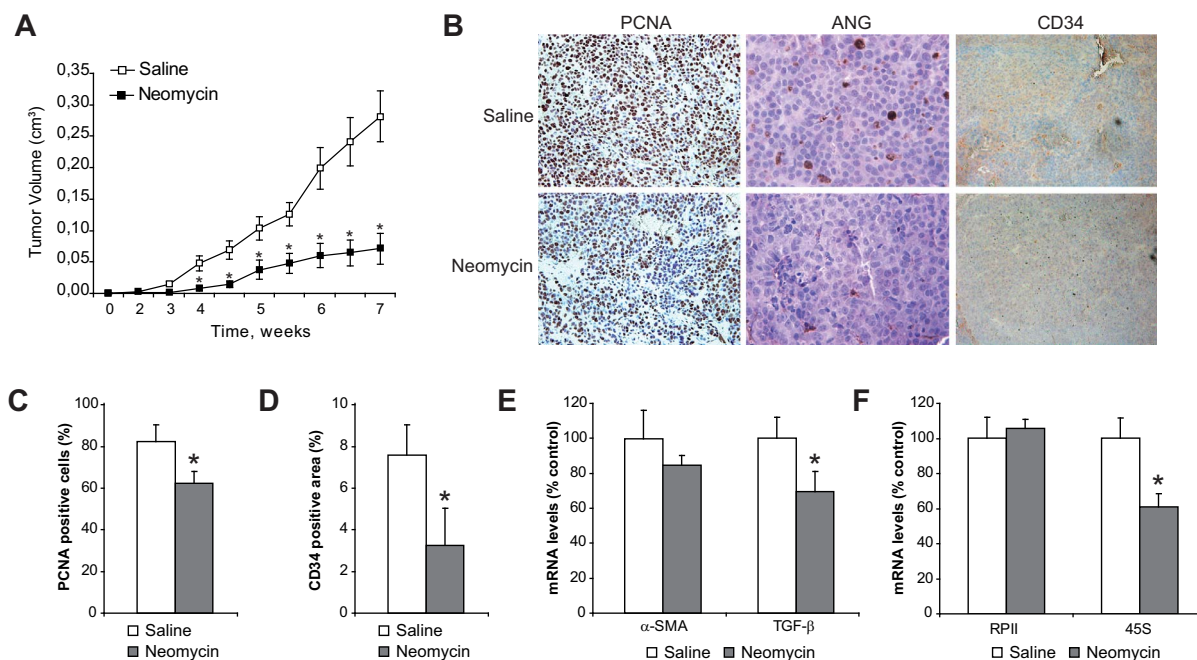 A
Tumor Volume (cm³)
0,35
0,30
0,25
0,20
0,15
0,10
0,05
0,00
Saline
Neomycin
* * * * * * *
0 2 3 4 5 6 7
Time, weeks
B
PCNA ANG CD34
Saline
Neomycin
C
PCNA positive cells (%)
100
80
60
40
20
0
*
Saline
Neomycin
D
CD34 positive area (%)
10
8
6
4
2
0
*
Saline
Neomycin
E
mRNA levels (% control)
120
100
80
60
40
20
0
*
α-SMA TGF-β
Saline Neomycin
F
mRNA levels (% control)
120
100
80
60
40
20
0
*
RPII 45S
Saline Neomycin